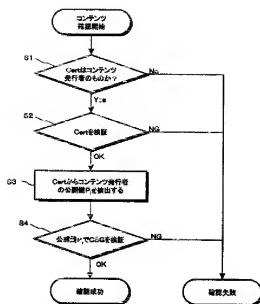 コンテンツ
確認開始
S1
Certはコンテンツ
発行者のものか?
No
Yes
S2
Certを検証
NG
OK
S3
Certからコンテンツ発行者
の公開鍵Pⱼを抽出する
S4
公開鍵PⱼでCSIGを検証
NG
OK
確認成功
確認失敗